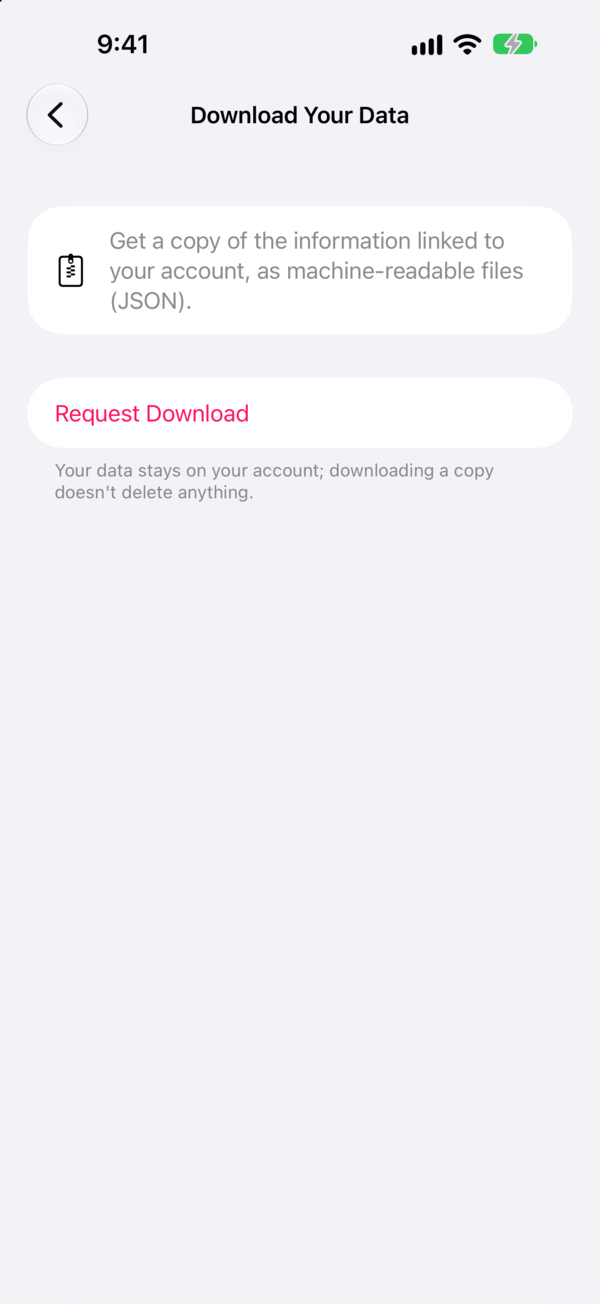 9:41
Download Your Data
Get a copy of the information linked to
your account, as machine-readable files
(JSON).
Request Download
Your data stays on your account; downloading a copy
doesn't delete anything.